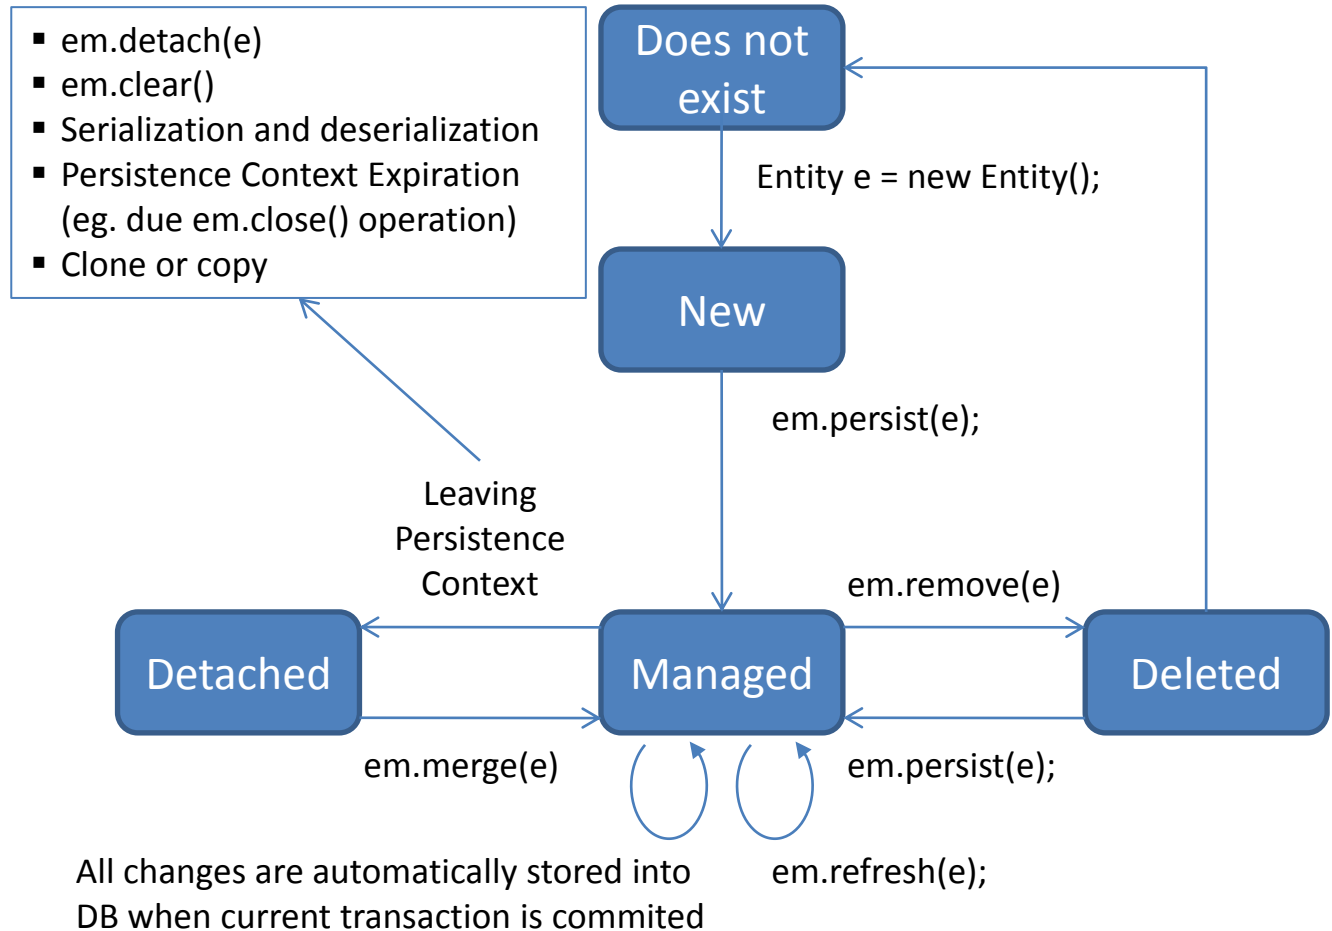 ▪ em.detach(e)
▪ em.clear()
▪ Serialization and deserialization
▪ Persistence Context Expiration
(eg. due em.close() operation)
▪ Clone or copy
Does not
exist
Entity e = new Entity();
New
em.persist(e);
Leaving
Persistence
Context
em.remove(e)
Detached
Managed
Deleted
em.merge(e)
em.persist(e);
All changes are automatically stored into
DB when current transaction is commited
em.refresh(e);